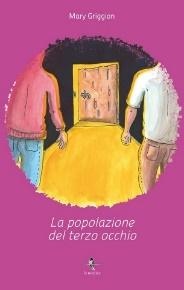 Mary Griggion
La popolazione
del terzo occhio